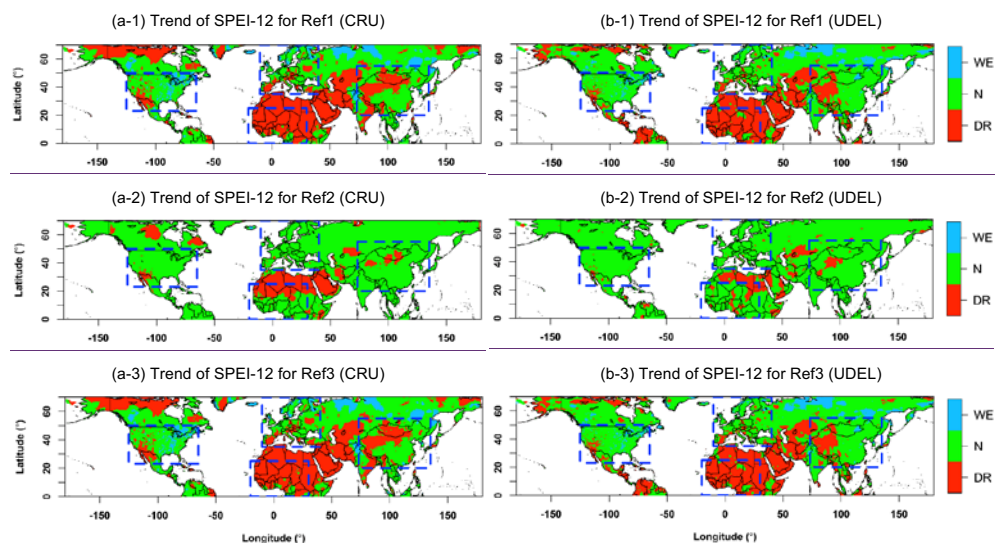 (a-1) Trend of SPEI-12 for Ref1 (CRU)
(b-1) Trend of SPEI-12 for Ref1 (UDEL)
Latitude (°)
60
40
20
0
60
40
20
0
WE
N
DR
-150 -100 -50 0 50 100 150
-150 -100 -50 0 50 100 150
(a-2) Trend of SPEI-12 for Ref2 (CRU)
(b-2) Trend of SPEI-12 for Ref2 (UDEL)
Latitude (°)
60
40
20
0
60
40
20
0
WE
N
DR
-150 -100 -50 0 50 100 150
-150 -100 -50 0 50 100 150
(a-3) Trend of SPEI-12 for Ref3 (CRU)
(b-3) Trend of SPEI-12 for Ref3 (UDEL)
Latitude (°)
60
40
20
0
60
40
20
0
WE
N
DR
-150 -100 -50 0 50 100 150
-150 -100 -50 0 50 100 150
Longitude (°)
Longitude (°)